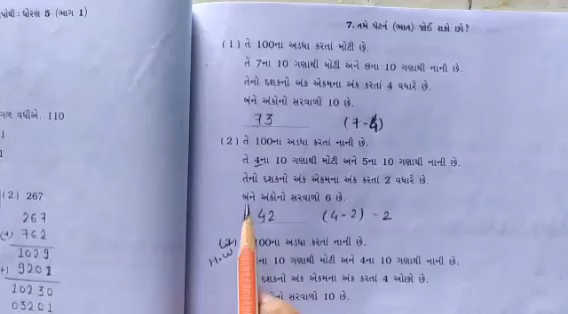 પોથી : ધોરણ 5 (ભાગ 1)
ગળ વધીએ. 110
1
1
(2) 267
267
(+) 762
1029
+) 9201
10230
03201
7. તમે ઘટનં (ભાત) જોઈ શકો છો?
(1) તે 100ના અડધા કરતાં મોટી છે.
તે 7ના 10 ગણાથી મોટી અને 8ના 10 ગણાથી નાની છે.
તેનો દશકનો અંક એકમના અંક કરતાં 4 વધારે છે.
બંને અંકોનો સરવાળો 10 છે.
73 (7-4)
(2) તે 100ના અડધા કરતાં નાની છે.
તે 4ના 10 ગણાથી મોટી અને 5ના 10 ગણાથી નાની છે.
તેનો દશકનો અંક એકમના અંક કરતાં 2 વધારે છે.
બંને અંકોનો સરવાળો 6 છે.
42 (4-2) - 2
(3) 100ના અડધા કરતાં નાની છે.
H.W ના 10 ગણાથી મોટી અને 4ના 10 ગણાથી નાની છે.
દશકનો અંક એકમના અંક કરતાં 4 ઓછો છે.
સરવાળો 10 છે.